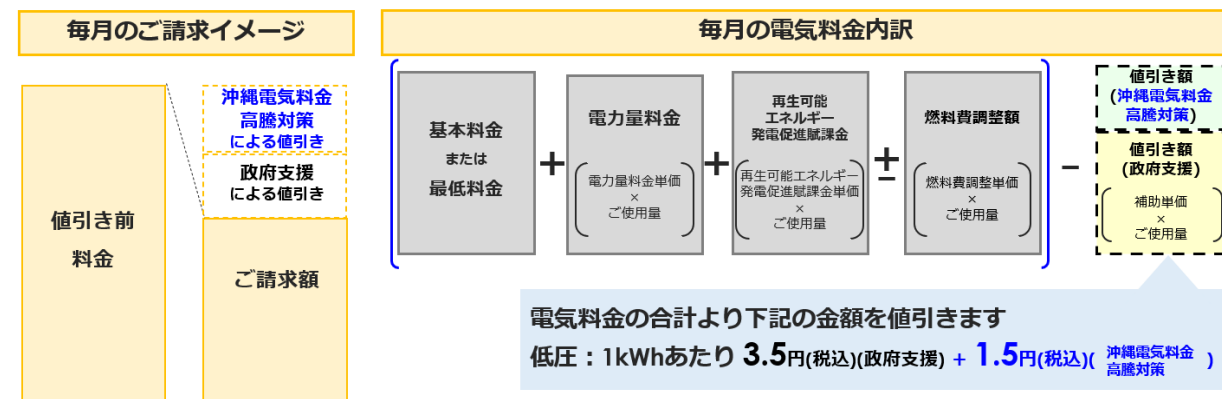 毎月のご請求イメージ
値引き前
料金
沖縄電気料金
高騰対策
による値引き
政府支援
による値引き
ご請求額
毎月の電気料金内訳
基本料金
または
最低料金
＋
電力量料金
電力量料金単価
×
ご使用量
＋
再生可能
エネルギー
発電促進賦課金
再生可能エネルギー
発電促進賦課金単価
×
ご使用量
±
燃料費調整額
燃料費調整単価
×
ご使用量
－
値引き額
(沖縄電気料金
高騰対策)
値引き額
(政府支援)
補助単価
×
ご使用量
電気料金の合計より下記の金額を値引きます
低圧：1kWhあたり 3.5円(税込)(政府支援) + 1.5円(税込)( 沖縄電気料金
高騰対策 )